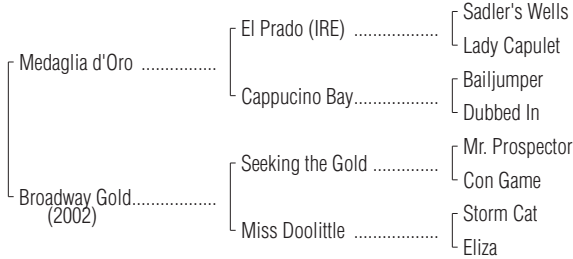 Sadler's Wells
El Prado (IRE) ..................
Lady Capulet
Medaglia d'Oro ................
Bailjumper
Cappucino Bay..................
Dubbed In
Mr. Prospector
Seeking the Gold ..................
Con Game
Broadway Gold..................
(2002)
Storm Cat
Miss Doolittle ..................
Eliza